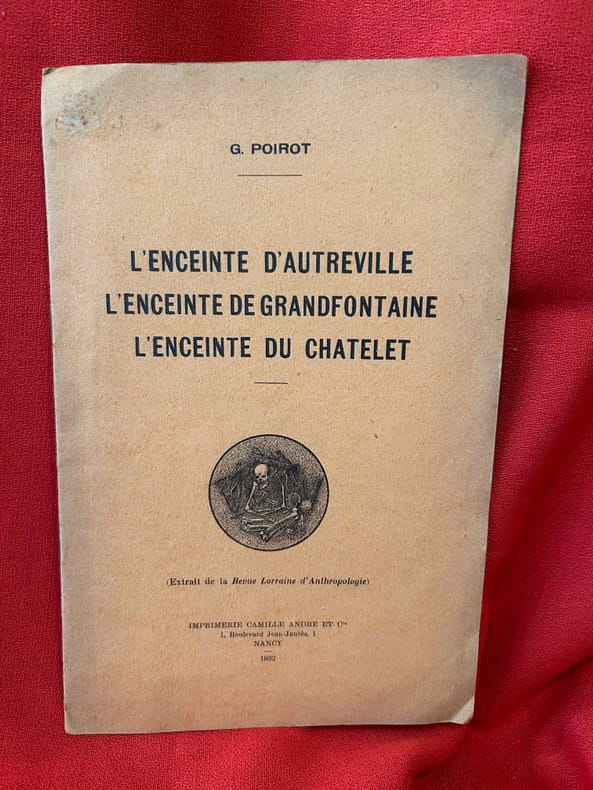 G. POIROT
L'ENCEINTE D'AUTREVILLE
L'ENCEINTE DE GRANDFONTAINE
L'ENCEINTE DU CHATELET
(Extrait de la Revue Lorraine d'Anthropologie)
IMPRIMERIE CAMILLE ANDRE ET Cie
1, Boulevard Jean-Jaurès, 1
NANCY
1932